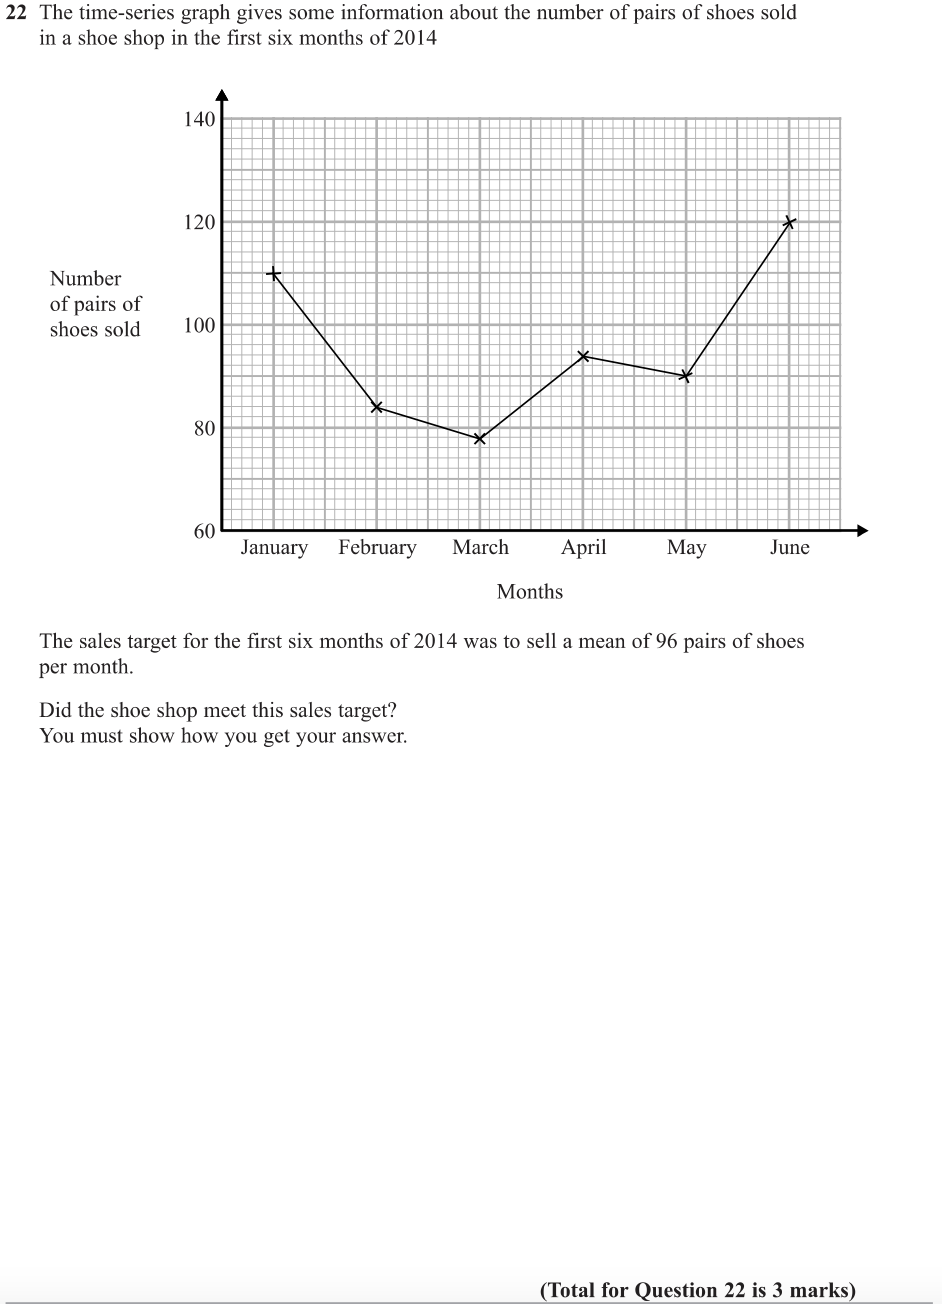 22 The time-series graph gives some information about the number of pairs of shoes sold
in a shoe shop in the first six months of 2014
140
120
Number
of pairs of
shoes sold
100
80
60
January February March April May June
Months
The sales target for the first six months of 2014 was to sell a mean of 96 pairs of shoes
per month.
Did the shoe shop meet this sales target?
You must show how you get your answer.
(Total for Question 22 is 3 marks)